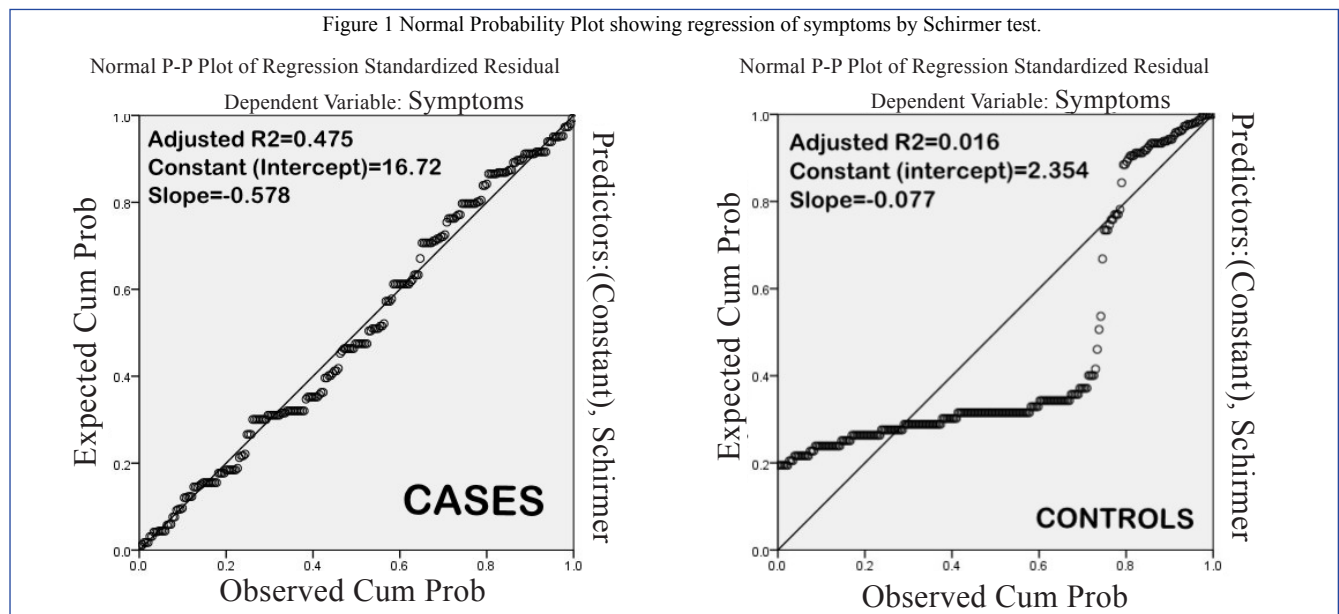 Figure 1 Normal Probability Plot showing regression of symptoms by Schirmer test.
Normal P-P Plot of Regression Standardized Residual
Dependent Variable: Symptoms
1.0
0.8
0.6
0.4
0.2
0.0
Adjusted R2=0.475
Constant (Intercept)=16.72
Slope=-0.578
CASES
Expected Cum Prob
Predictors:(Constant), Schirmer
0.0 0.2 0.4 0.6 0.8 1.0
Observed Cum Prob
Normal P-P Plot of Regression Standardized Residual
Dependent Variable: Symptoms
1.0
0.8
0.6
0.4
0.2
0.0
Adjusted R2=0.016
Constant (intercept)=2.354
Slope=-0.077
CONTROLS
Expected Cum Prob
Predictors:(Constant), Schirmer
0.0 0.2 0.4 0.6 0.8 1.0
Observed Cum Prob